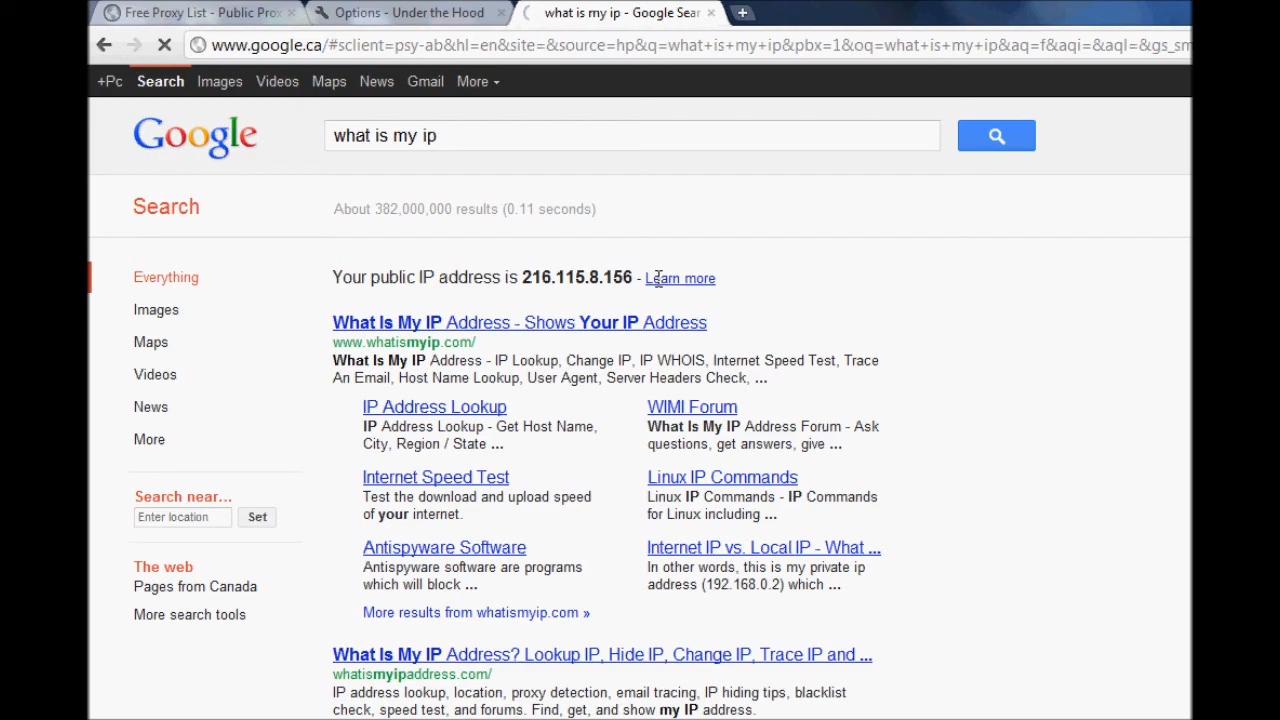 Free Proxy List - Public Prox
Options - Under the Hood
what is my ip - Google Sear
www.google.ca/#sclient=psy-ab&hl=en&site=&source=hp&q=what+is+my+ip&pbx=1&oq=what+is+my+ip&aq=f&aqi=&aql=&gs_sm
+Pc Search Images Videos Maps News Gmail More
Google
what is my ip
Search
About 382,000,000 results (0.11 seconds)
Everything
Images
Maps
Videos
News
More
Search near...
Enter location Set
The web
Pages from Canada
More search tools
Your public IP address is 216.115.8.156 - Learn more
What Is My IP Address - Shows Your IP Address
www.whatismyip.com/
What Is My IP Address - IP Lookup, Change IP, IP WHOIS, Internet Speed Test, Trace
An Email, Host Name Lookup, User Agent, Server Headers Check, ...
IP Address Lookup
IP Address Lookup - Get Host Name,
City, Region / State ...
WIMI Forum
What Is My IP Address Forum - Ask
questions, get answers, give ...
Internet Speed Test
Test the download and upload speed
of your internet.
Linux IP Commands
Linux IP Commands - IP Commands
for Linux including ...
Antispyware Software
Antispyware software are programs
which will block ...
Internet IP vs. Local IP - What ...
In other words, this is my private ip
address (192.168.0.2) which ...
More results from whatismyip.com »
What Is My IP Address? Lookup IP, Hide IP, Change IP, Trace IP and ...
whatismyipaddress.com/
IP address lookup, location, proxy detection, email tracing, IP hiding tips, blacklist
check, speed test, and forums. Find, get, and show my IP address.